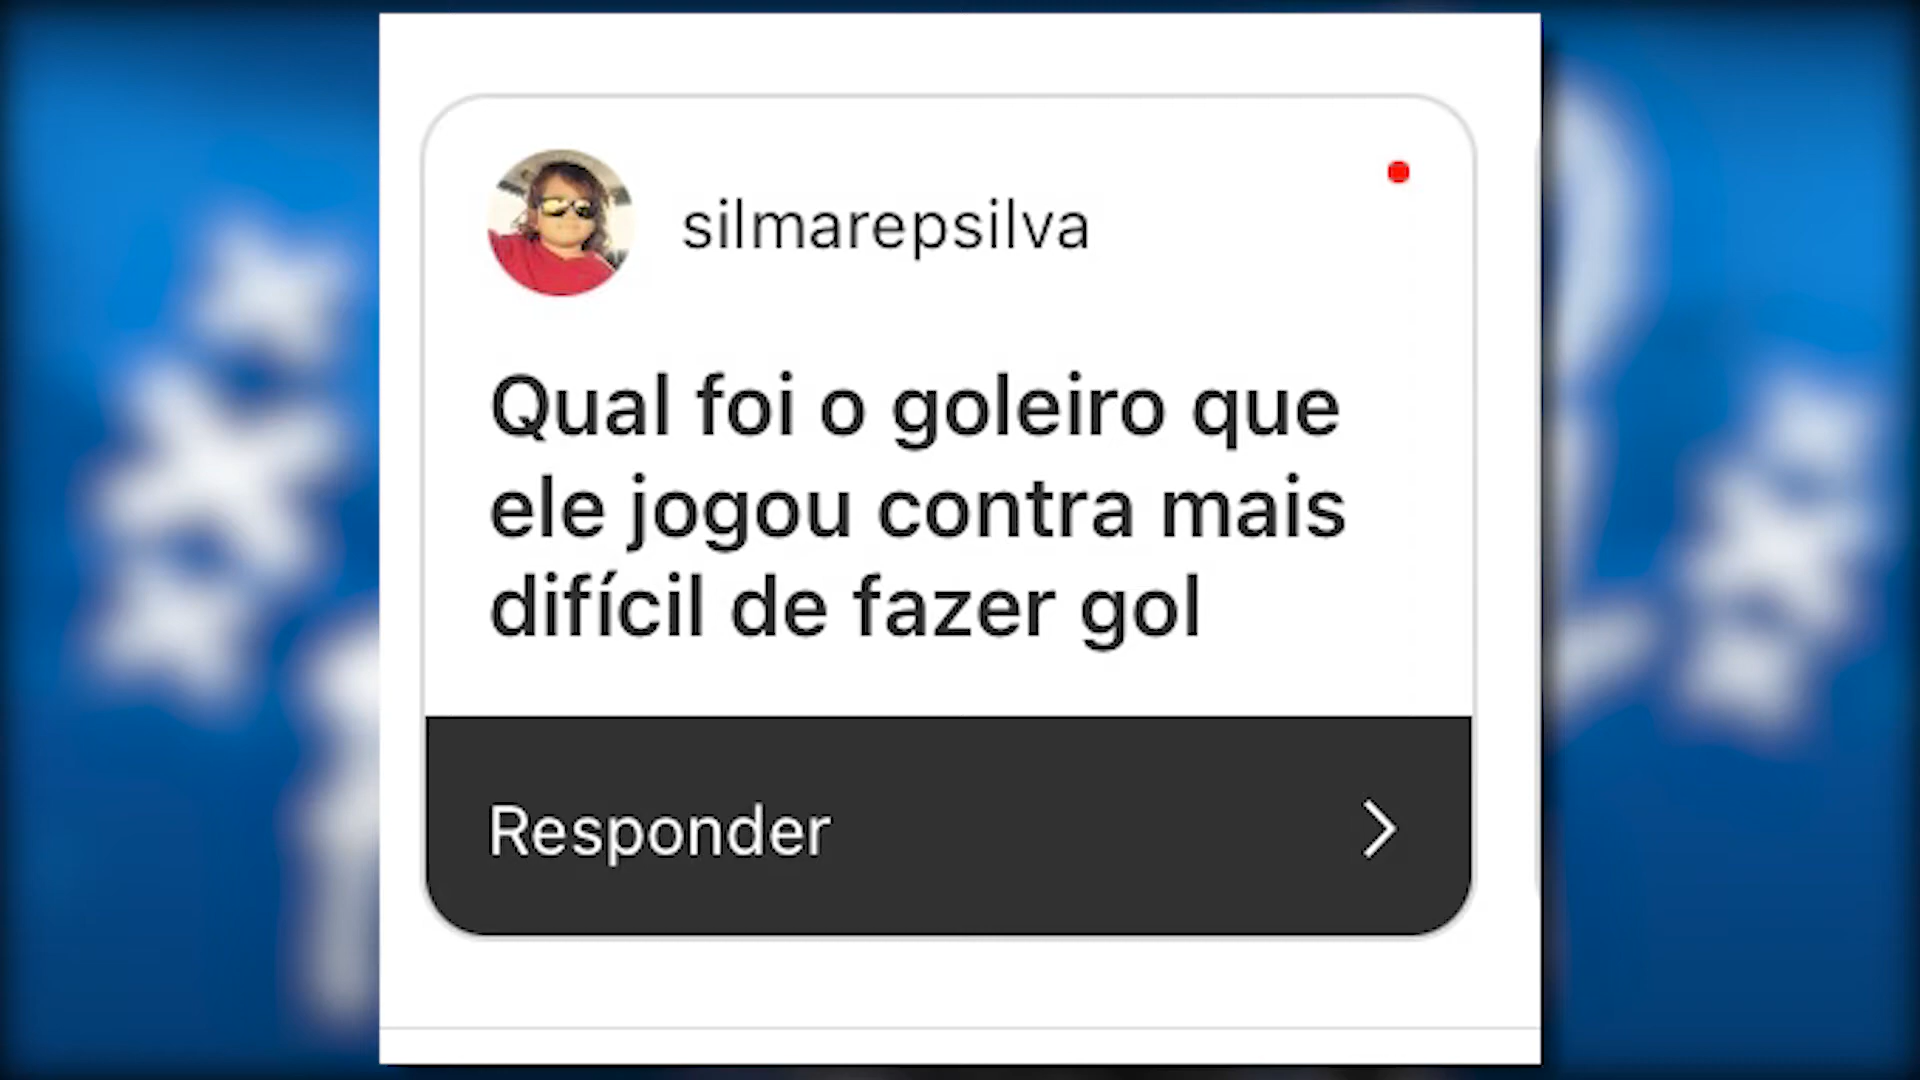 silmarepsilva
Qual foi o goleiro que
ele jogou contra mais
difícil de fazer gol
Responder